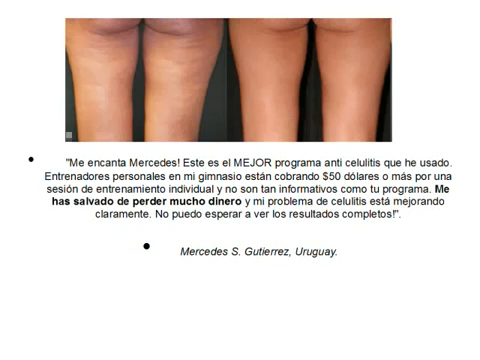 "Me encanta Mercedes! Este es el MEJOR programa anti celulitis que he usado.
Entrenadores personales en mi gimnasio están cobrando $50 dólares o más por una
sesión de entrenamiento individual y no son tan informativos como tu programa. Me
has salvado de perder mucho dinero y mi problema de celulitis está mejorando
claramente. No puedo esperar a ver los resultados completos!".
Mercedes S. Gutierrez, Uruguay.